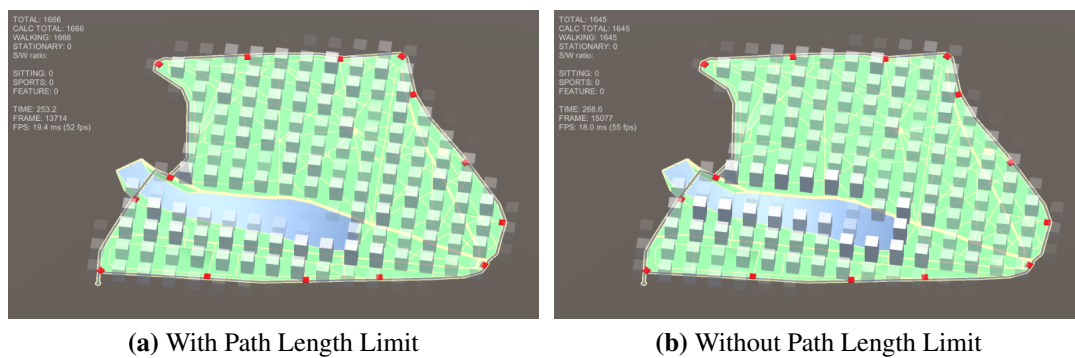 TOTAL: 1666
CALC TOTAL: 1666
WALKING: 1666
STATIONARY: 0
S/W ratio:
SITTING: 0
SPORTS: 0
FEATURE: 0
TIME: 253.2
FRAME: 13714
FPS: 19.4 ms (52 fps)
(a) With Path Length Limit
TOTAL: 1645
CALC TOTAL: 1645
WALKING: 1645
STATIONARY: 0
S/W ratio:
SITTING: 0
SPORTS: 0
FEATURE: 0
TIME: 268.6
FRAME: 15077
FPS: 18.0 ms (55 fps)
(b) Without Path Length Limit